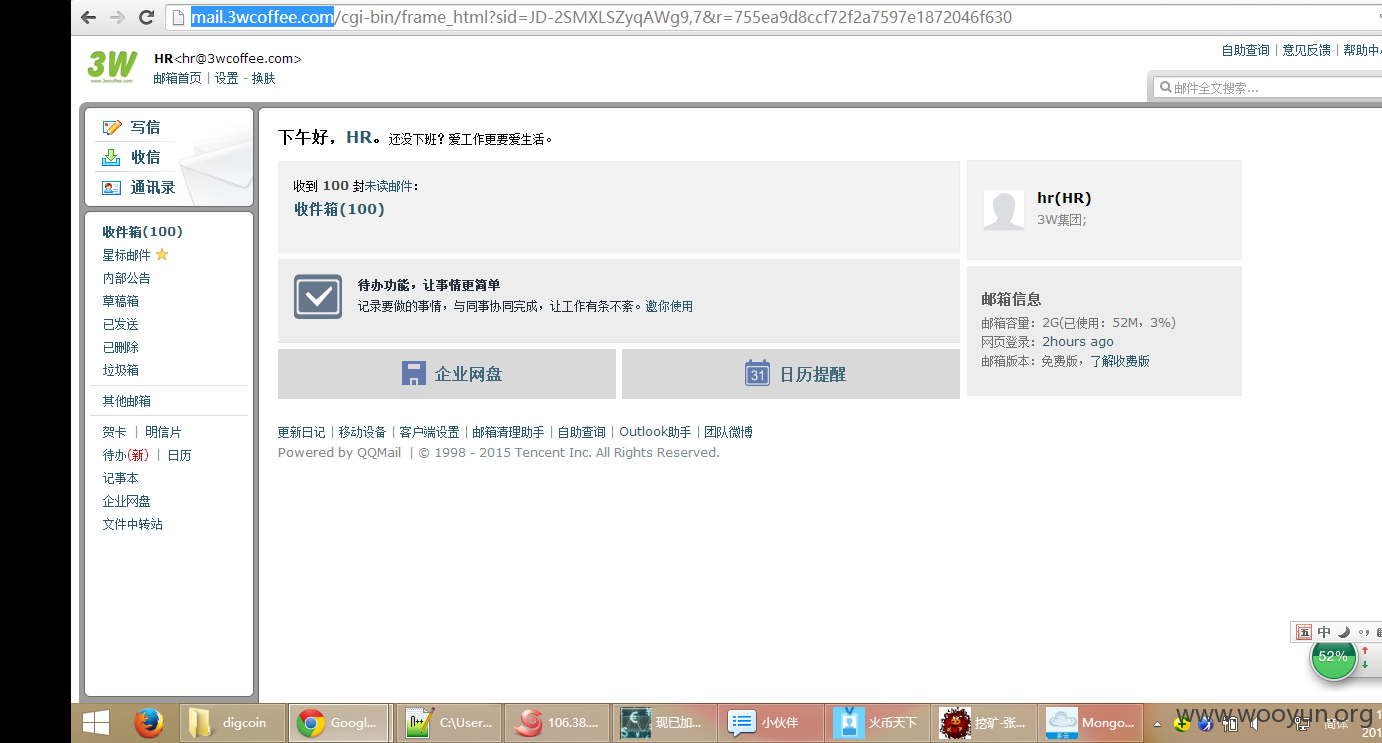 mail.3wcoffee.com/cgi-bin/frame_html?sid=JD-2SMXLSZyqAWg9,7&r=755ea9d8ccf72f2a7597e1872046f630
3W
www.3wcoffee.com
HR<hr@3wcoffee.com>
邮箱首页 | 设置 - 换肤
自助查询 | 意见反馈 | 帮助中
邮件全文搜索...
写信
收信
通讯录
收件箱(100)
星标邮件
内部公告
草稿箱
已发送
已删除
垃圾箱
其他邮箱
贺卡 | 明信片
待办(新) | 日历
记事本
企业网盘
文件中转站
下午好，HR。还没下班？爱工作更要爱生活。
收到 100 封未读邮件：
收件箱(100)
待办功能，让事情更简单
记录要做的事情，与同事协同完成，让工作有条不紊。邀你使用
企业网盘
31 日历提醒
hr(HR)
3W集团;
邮箱信息
邮箱容量：2G(已使用：52M，3%)
网页登录：2hours ago
邮箱版本：免费版，了解收费版
更新日记 | 移动设备 | 客户端设置 | 邮箱清理助手 | 自助查询 | Outlook助手 | 团队微博
Powered by QQMail | © 1998 - 2015 Tencent Inc. All Rights Reserved.
五 中
52%
digcoin
Googl...
C:\User...
106.38....
现已加...
小伙伴
火币天下
挖矿-张...
Mongo...
简体
201
www.wooyun.org